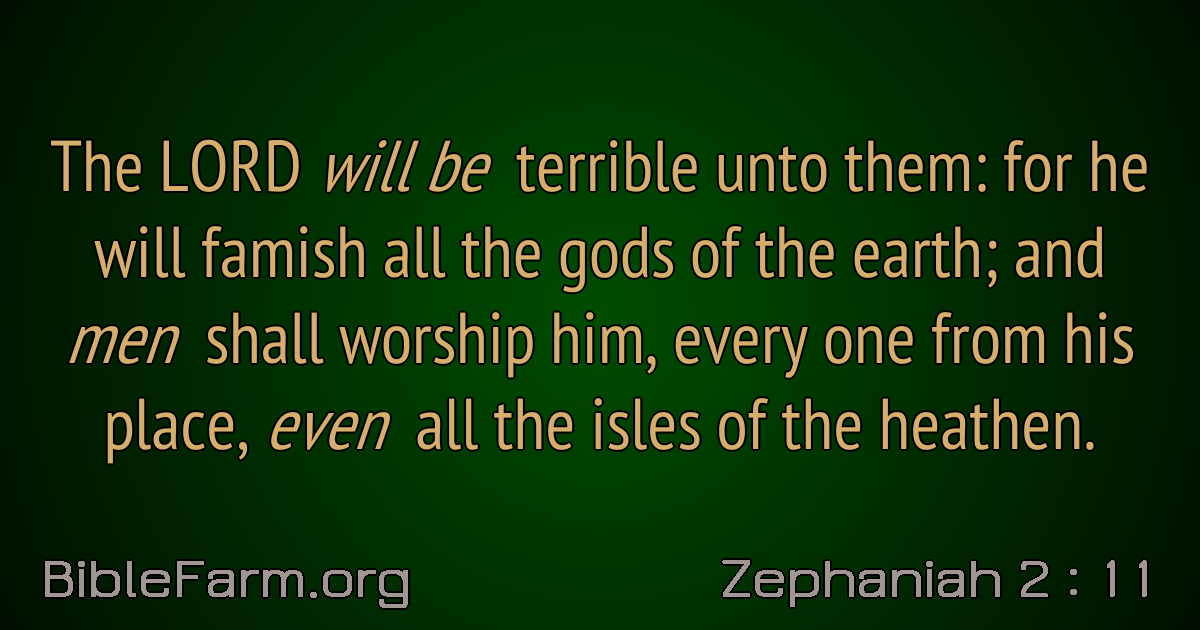 The LORD will be terrible unto them: for he
will famish all the gods of the earth; and
men shall worship him, every one from his
place, even all the isles of the heathen.
BibleFarm.org
Zephaniah 2 : 11